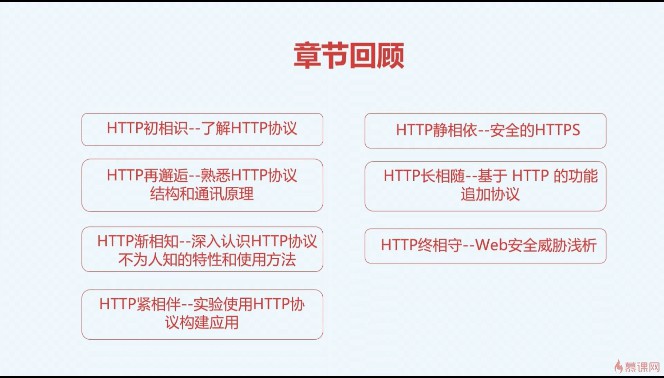 章节回顾
HTTP初相识--了解HTTP协议
HTTP再邂逅--熟悉HTTP协议
结构和通讯原理
HTTP渐相知--深入认识HTTP协议
不为人知的特性和使用方法
HTTP紧相伴--实验使用HTTP协
议构建应用
HTTP静相依--安全的HTTPS
HTTP长相随--基于 HTTP 的功能
追加协议
HTTP终相守--Web安全威胁浅析
慕课网